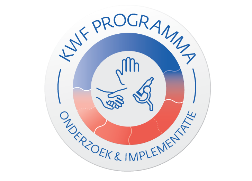 KWF PROGRAMMA
ONDERZOEK & IMPLEMENTATIE